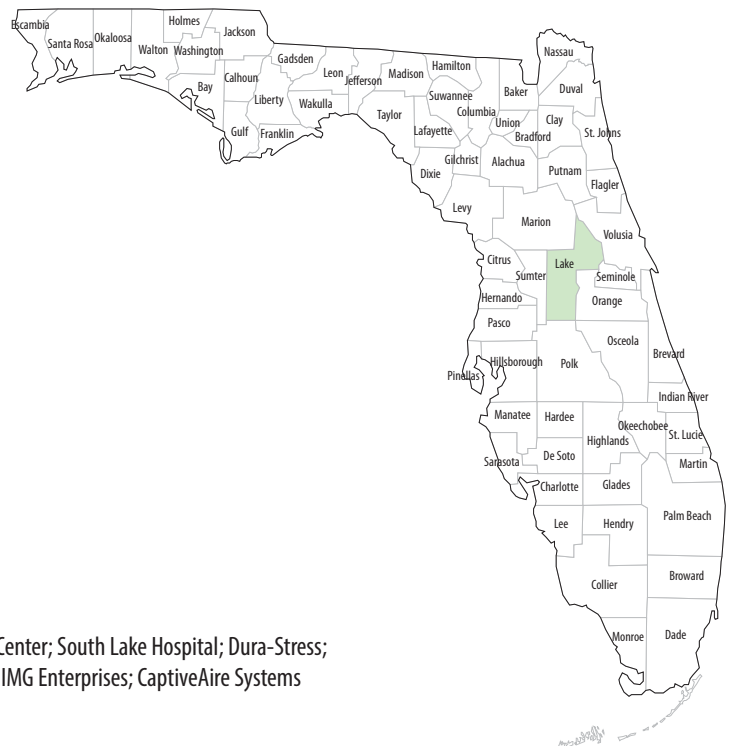 Escambia
Santa Rosa
Okaloosa
Walton
Holmes
Washington
Jackson
Bay
Calhoun
Gulf
Liberty
Franklin
Gadsden
Leon
Wakulla
Jefferson
Madison
Taylor
Hamilton
Suwannee
Lafayette
Columbia
Dixie
Gilchrist
Baker
Union
Bradford
Alachua
Nassau
Duval
Clay
St. Johns
Putnam
Flagler
Levy
Marion
Volusia
Citrus
Sumter
Lake
Seminole
Hernando
Orange
Pasco
Osceola
Brevard
Pinellas
Hillsborough
Polk
Indian River
Manatee
Hardee
Highlands
Okeechobee
St. Lucie
Sarasota
De Soto
Martin
Charlotte
Glades
Lee
Hendry
Palm Beach
Collier
Broward
Monroe
Dade
Center; South Lake Hospital; Dura-Stress;
IMG Enterprises; CaptiveAire Systems